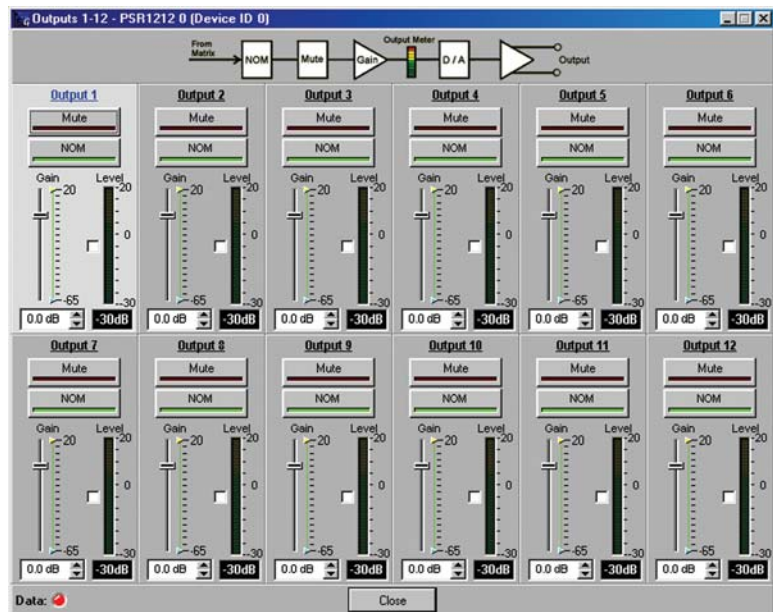 Outputs 1-12 - PSR1212 0 (Device ID 0)
From Matrix
NOM
Mute
Gain
Output Meter
D / A
Output
Output 1
Mute
NOM
Gain Level
20 -20
0
-65 --30
0.0 dB -30dB
Output 2
Mute
NOM
Gain Level
20 -20
0
-65 --30
0.0 dB -30dB
Output 3
Mute
NOM
Gain Level
20 -20
0
-65 --30
0.0 dB -30dB
Output 4
Mute
NOM
Gain Level
20 -20
0
-65 --30
0.0 dB -30dB
Output 5
Mute
NOM
Gain Level
20 -20
0
-65 --30
0.0 dB -30dB
Output 6
Mute
NOM
Gain Level
20 -20
0
-65 --30
0.0 dB -30dB
Output 7
Mute
NOM
Gain Level
20 -20
0
-65 --30
0.0 dB -30dB
Output 8
Mute
NOM
Gain Level
20 -20
0
-65 --30
0.0 dB -30dB
Output 9
Mute
NOM
Gain Level
20 -20
0
-65 --30
0.0 dB -30dB
Output 10
Mute
NOM
Gain Level
20 -20
0
-65 --30
0.0 dB -30dB
Output 11
Mute
NOM
Gain Level
20 -20
0
-65 --30
0.0 dB -30dB
Output 12
Mute
NOM
Gain Level
20 -20
0
-65 --30
0.0 dB -30dB
Data:
Close